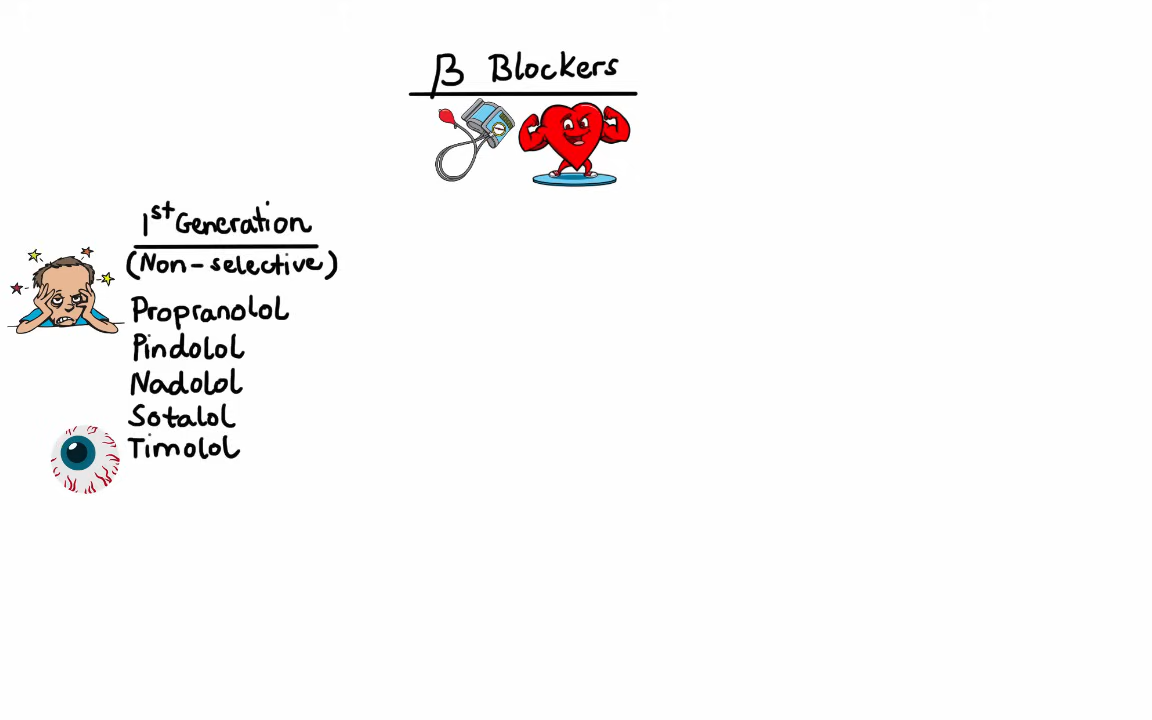 β Blockers
1st Generation
(Non-selective)
Propranolol
Pindolol
Nadolol
Sotalol
Timolol